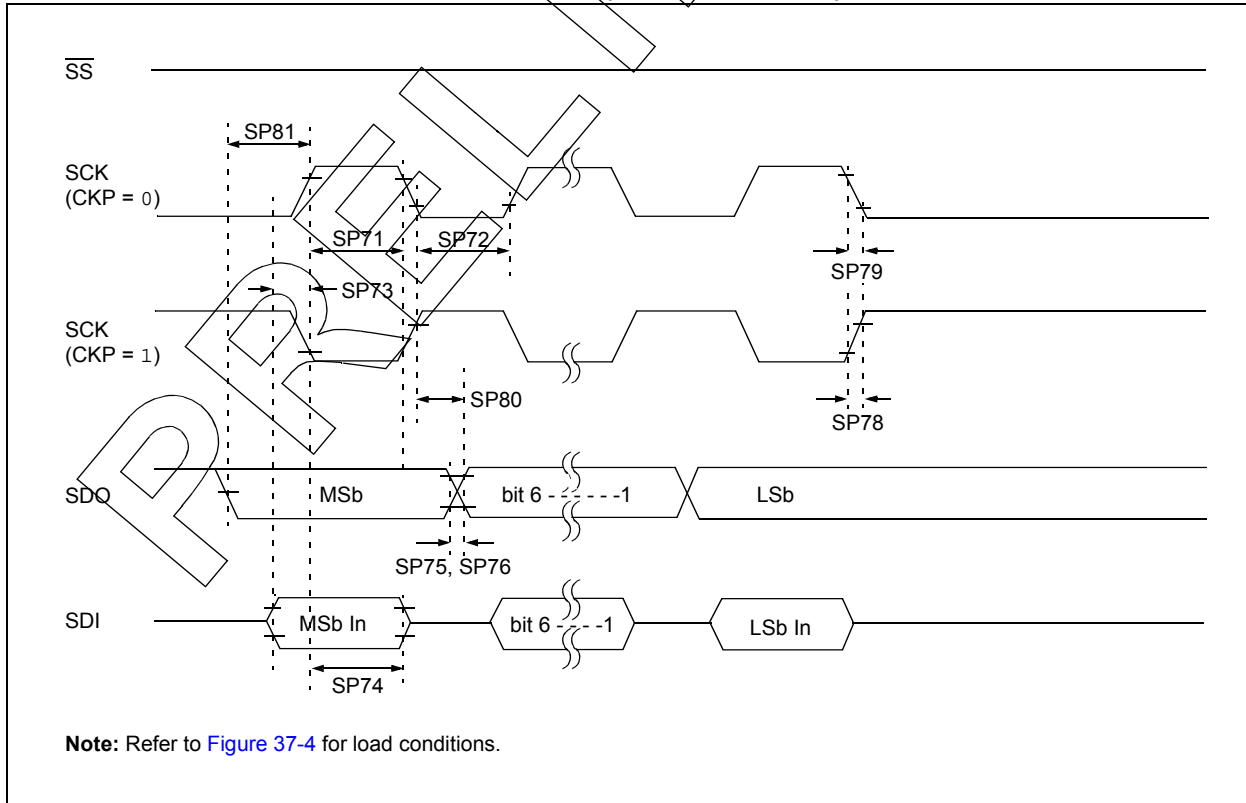 SS
SP81
SCK
(CKP = 0)
SP71
SP72
SP79
SP73
SCK
(CKP = 1)
SP80
SP78
SDO
MSb
bit 6 - - - - - - -1
LSb
SP75, SP76
SDI
MSb In
bit 6 - - - - -1
LSb In
SP74
Note: Refer to Figure 37-4 for load conditions.
PREL